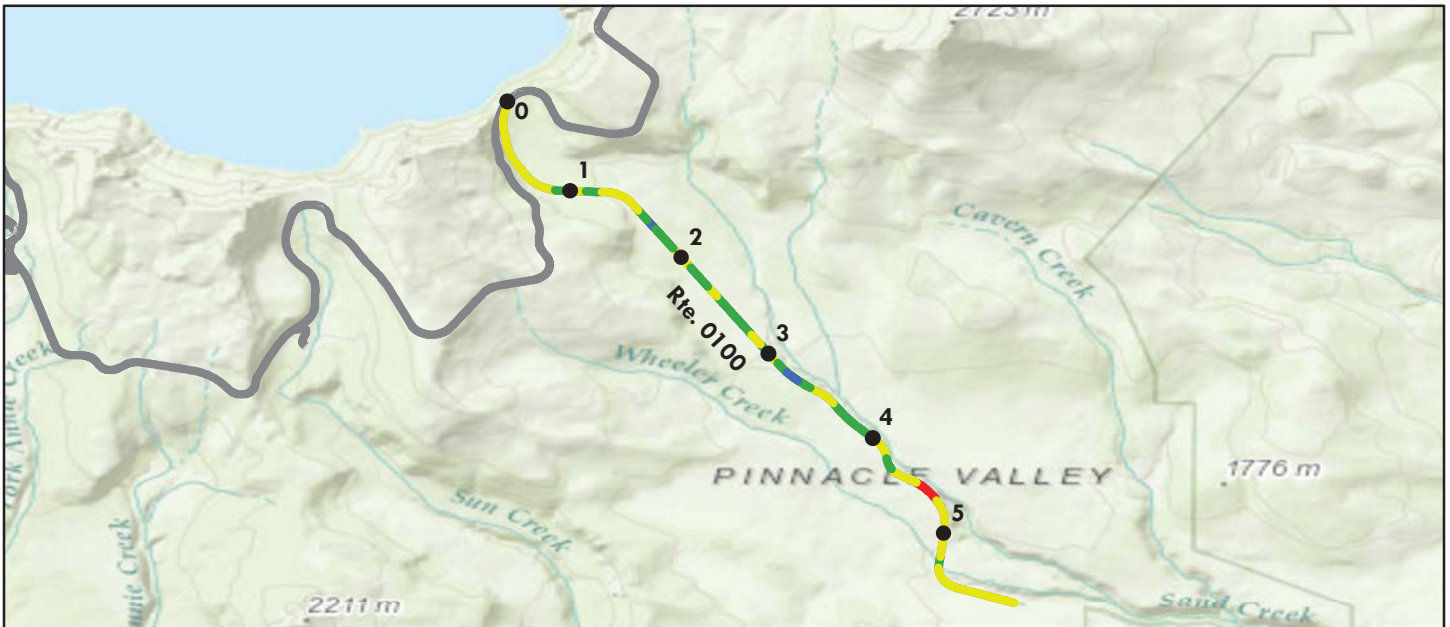 2723 m
0
1
Cavern Creek
2
Rte. 0100
3
Wheeler Creek
4
PINNACLE VALLEY
1776 m
Sun Creek
5
2211 m
Sand Creek
Creek